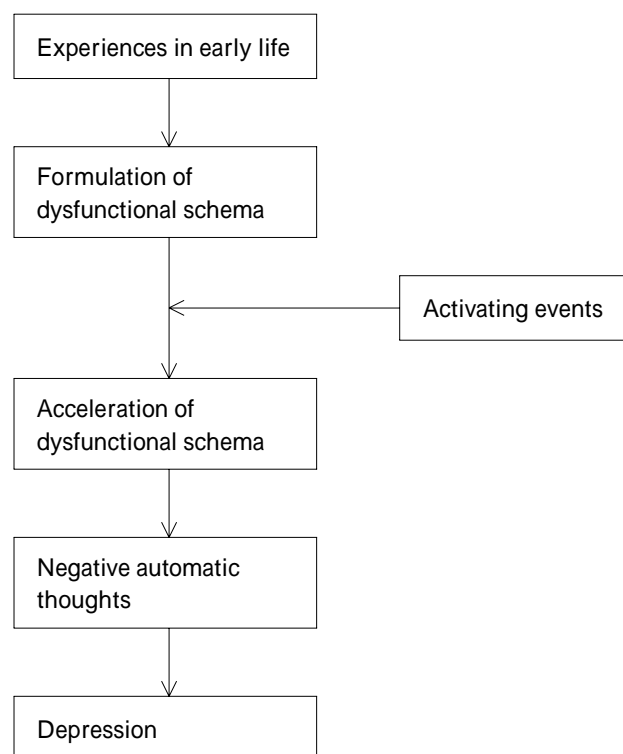 Experiences in early life
Formulation of
dysfunctional schema
Activating events
Acceleration of
dysfunctional schema
Negative automatic
thoughts
Depression